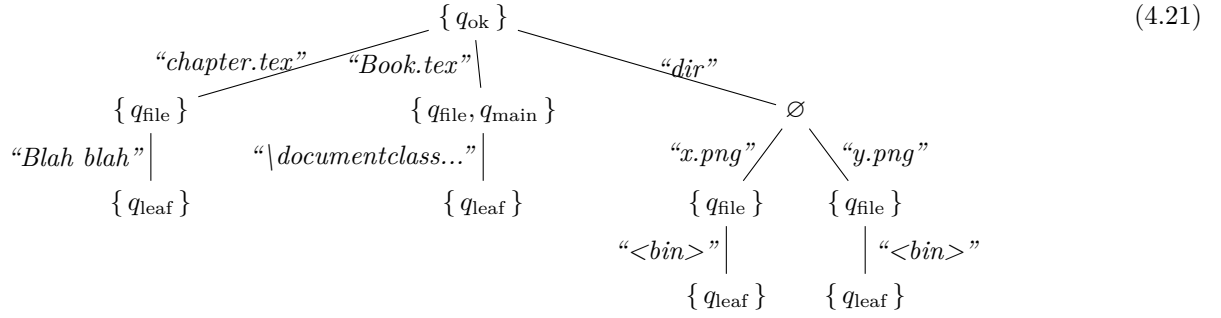 { q_ok } (4.21)
“chapter.tex” “Book.tex” “dir”
{ q_file } { q_file, q_main } ∅
“Blah blah” “\documentclass...” “x.png” “y.png”
{ q_leaf } { q_leaf } { q_file } { q_file }
“<bin>” “<bin>”
{ q_leaf } { q_leaf }